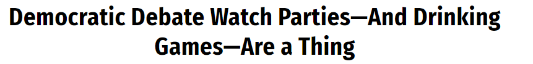 Democratic Debate Watch Parties—And Drinking
Games—Are a Thing